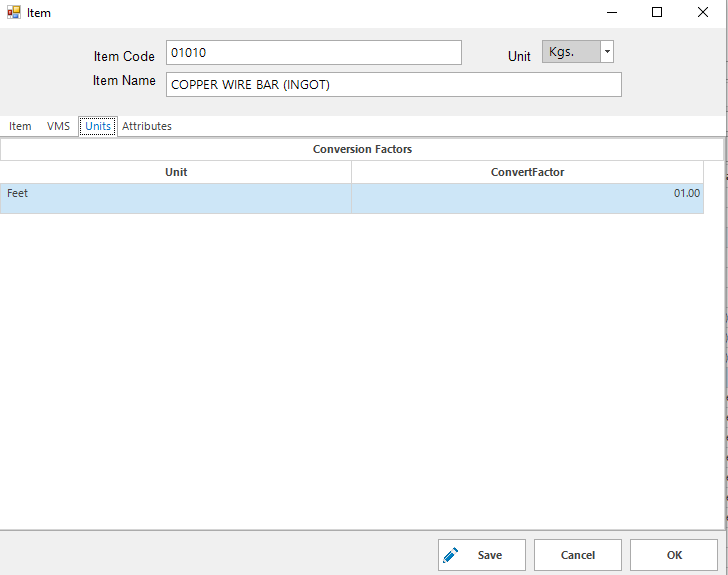 Item
Item Code 01010 Unit Kgs.
Item Name COPPER WIRE BAR (INGOT)
Item VMS Units Attributes
Conversion Factors
Unit ConvertFactor
Feet 01.00
Save Cancel OK